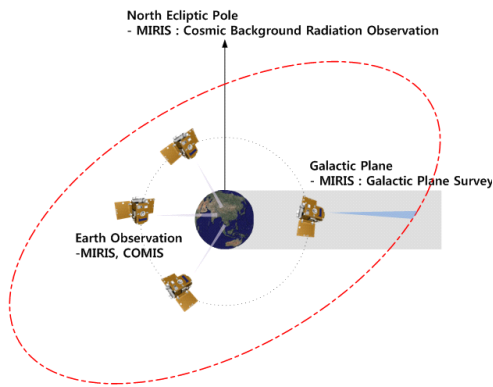 North Ecliptic Pole
- MIRIS : Cosmic Background Radiation Observation
Galactic Plane
- MIRIS : Galactic Plane Survey
Earth Observation
-MIRIS, COMIS